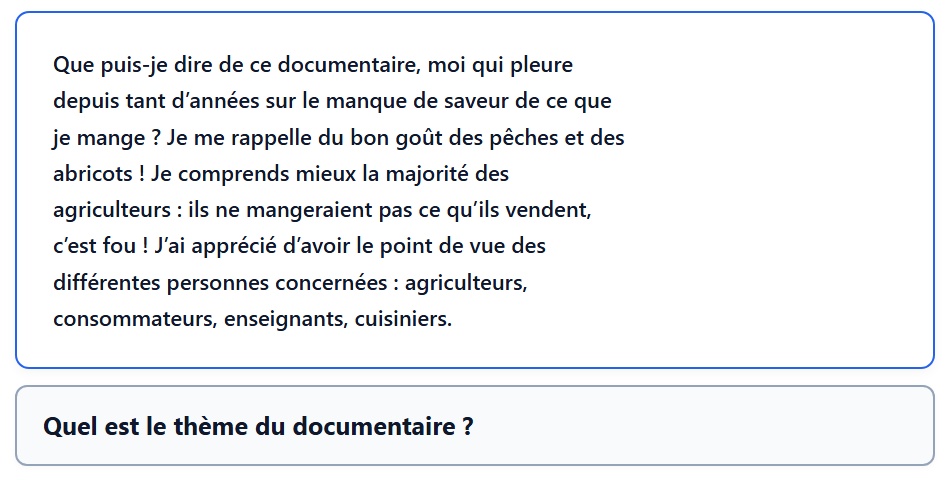 Que puis-je dire de ce documentaire, moi qui pleure
depuis tant d’années sur le manque de saveur de ce que
je mange ? Je me rappelle du bon goût des pêches et des
abricots ! Je comprends mieux la majorité des
agriculteurs : ils ne mangeraient pas ce qu’ils vendent,
c’est fou ! J’ai apprécié d’avoir le point de vue des
différentes personnes concernées : agriculteurs,
consommateurs, enseignants, cuisiniers.
Quel est le thème du documentaire ?